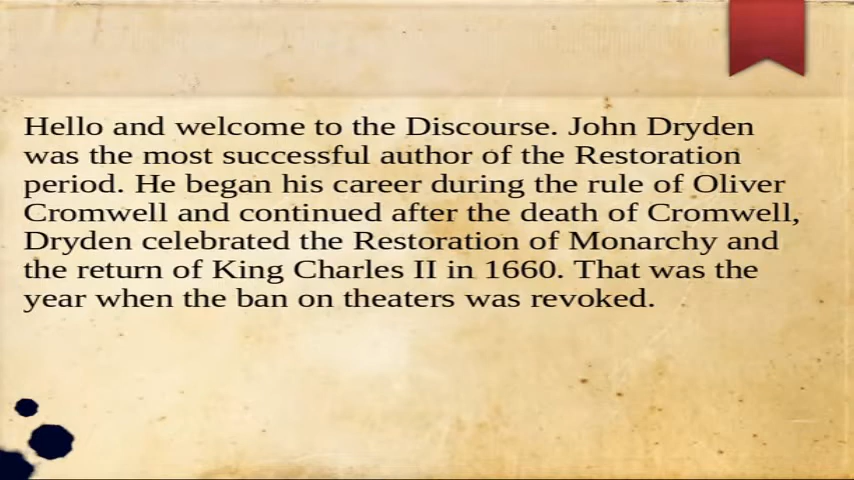 Hello and welcome to the Discourse. John Dryden
was the most successful author of the Restoration
period. He began his career during the rule of Oliver
Cromwell and continued after the death of Cromwell,
Dryden celebrated the Restoration of Monarchy and
the return of King Charles II in 1660. That was the
year when the ban on theaters was revoked.